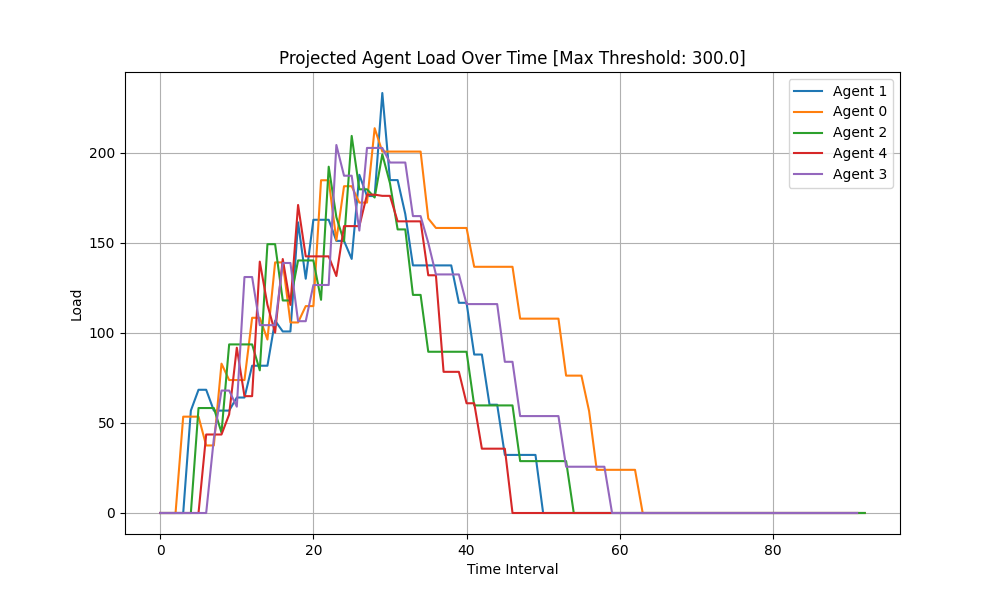 Projected Agent Load Over Time [Max Threshold: 300.0]
Agent 1
Agent 0
Agent 2
Agent 4
Agent 3
Load
200
150
100
50
0
0 20 40 60 80
Time Interval